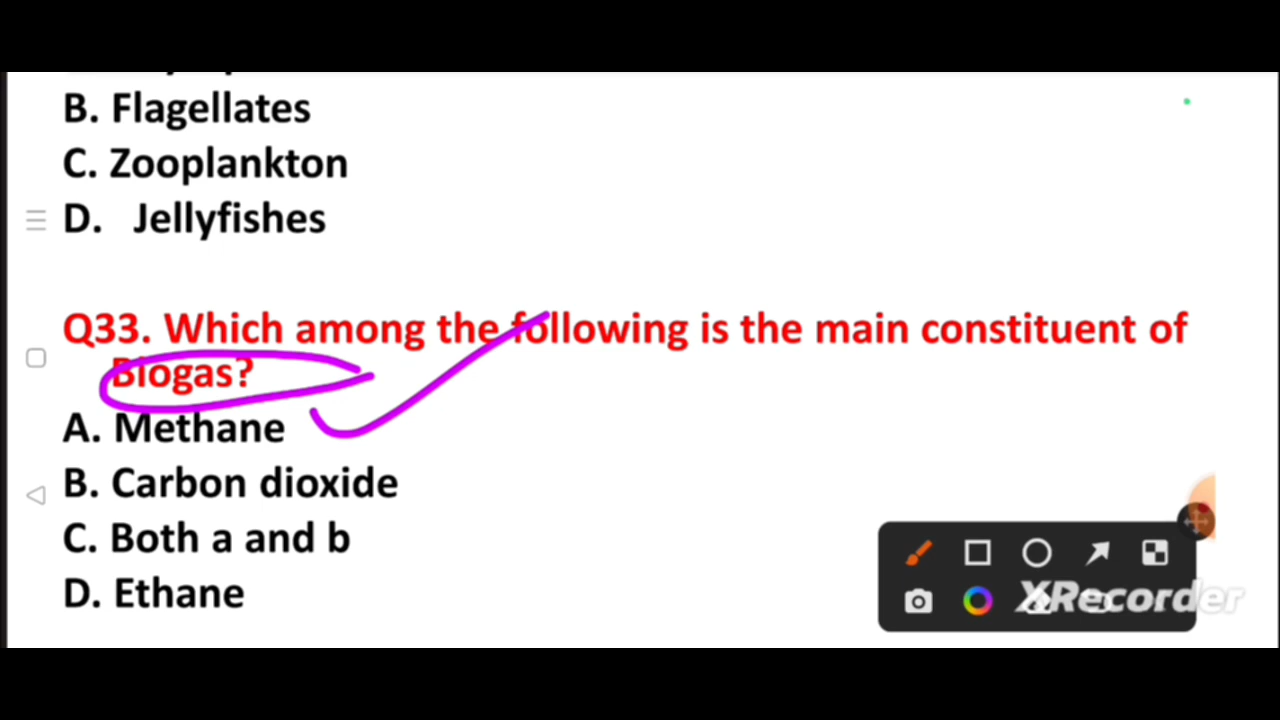 B. Flagellates
C. Zooplankton
D. Jellyfishes
Q33. Which among the following is the main constituent of
Biogas?
A. Methane
B. Carbon dioxide
C. Both a and b
D. Ethane
XRecorder